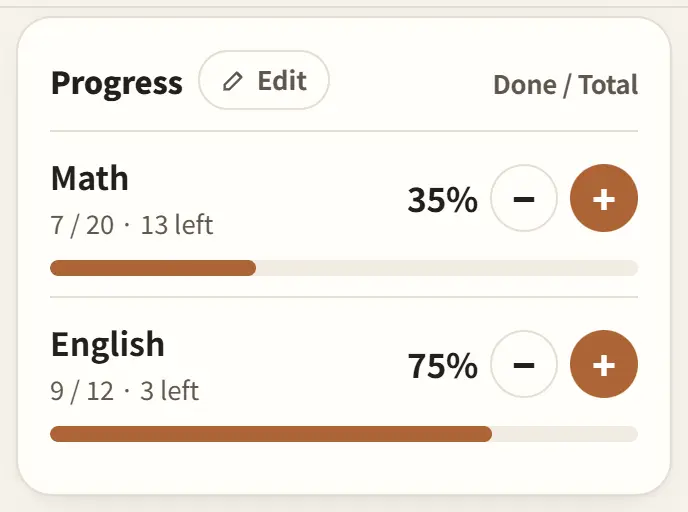 Progress Edit Done / Total
Math
35% − +
7 / 20 · 13 left
English
75% − +
9 / 12 · 3 left